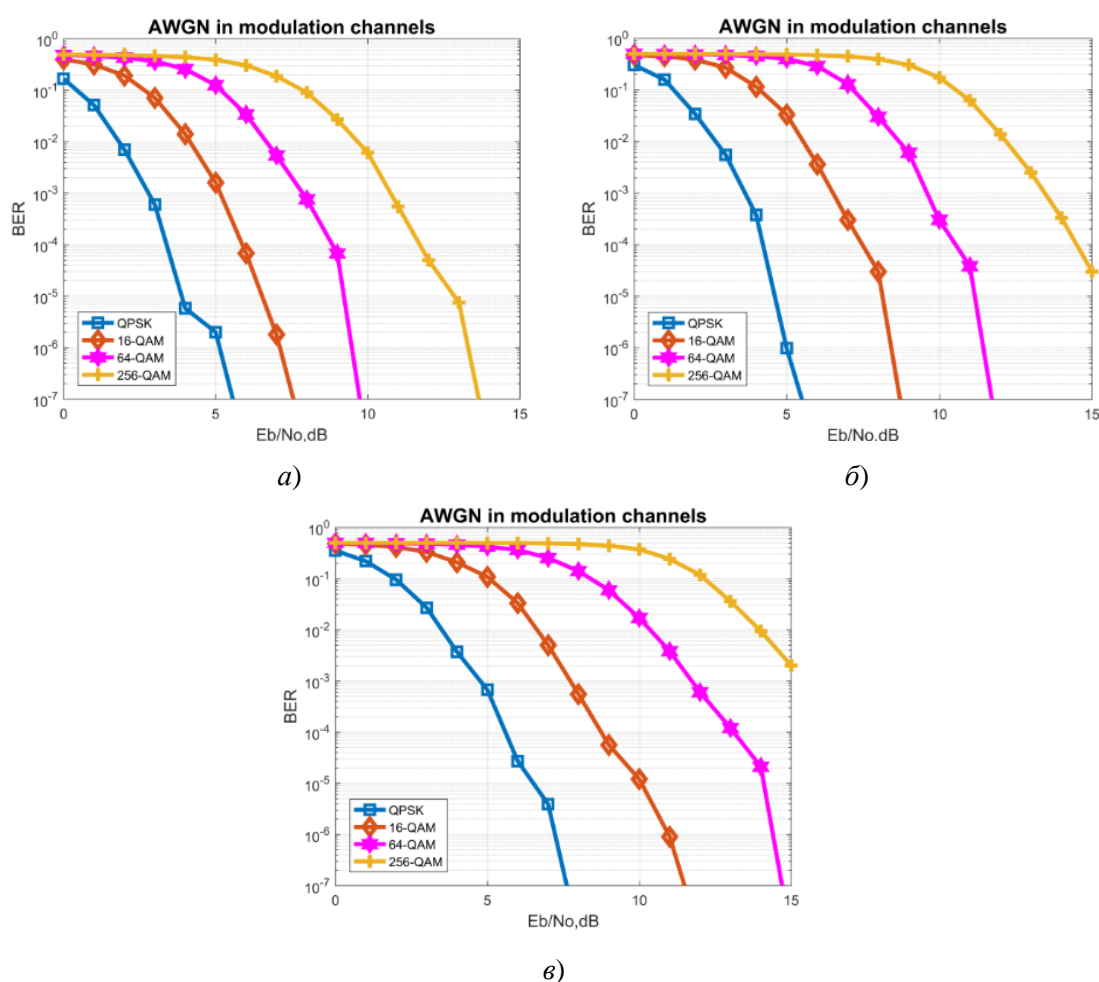 AWGN in modulation channels
10^0
10^-1
10^-2
10^-3
10^-4
10^-5
10^-6
10^-7
BER
QPSK
16-QAM
64-QAM
256-QAM
0 5 10 15
Eb/No,dB
а)
AWGN in modulation channels
10^0
10^-1
10^-2
10^-3
10^-4
10^-5
10^-6
10^-7
BER
QPSK
16-QAM
64-QAM
256-QAM
0 5 10 15
Eb/No.dB
б)
AWGN in modulation channels
10^0
10^-1
10^-2
10^-3
10^-4
10^-5
10^-6
10^-7
BER
QPSK
16-QAM
64-QAM
256-QAM
0 5 10 15
Eb/No,dB
в)